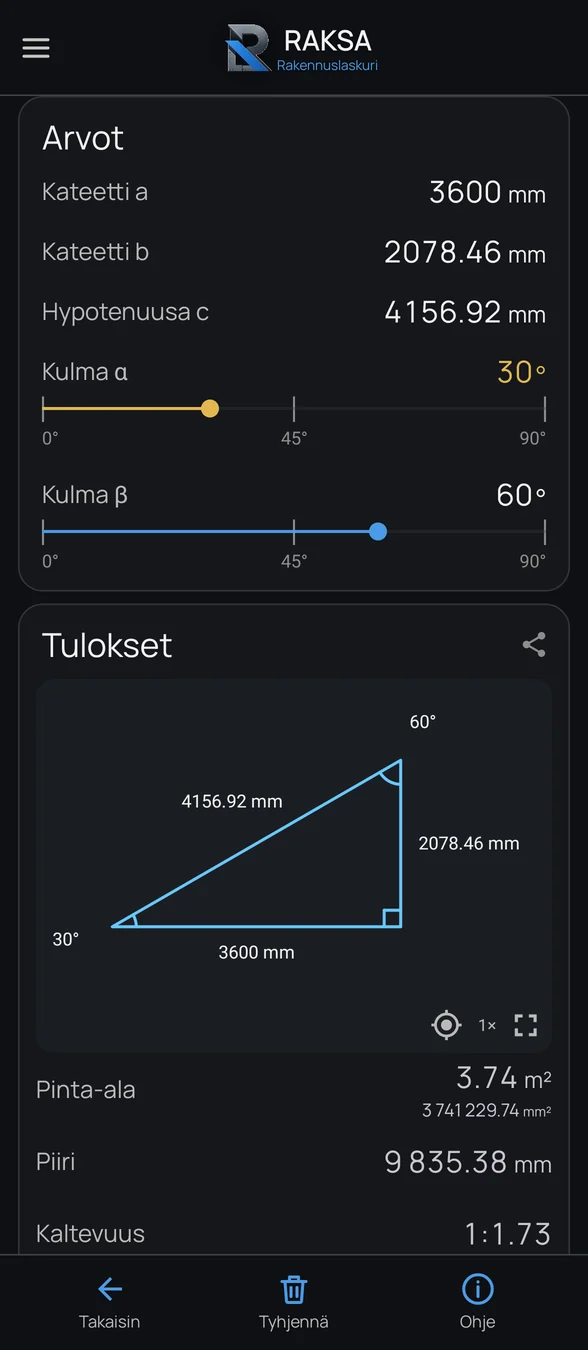 RAKSA
Rakennuslaskuri
Arvot
Kateetti a 3600 mm
Kateetti b 2078.46 mm
Hypotenuusa c 4156.92 mm
Kulma α 30°
0° 45° 90°
Kulma β 60°
0° 45° 90°
Tulokset
60°
4156.92 mm
2078.46 mm
30°
3600 mm
1×
Pinta-ala 3.74 m²
3 741 229.74 mm²
Piiri 9 835.38 mm
Kaltevuus 1:1.73
Takaisin Tyhjennä Ohje